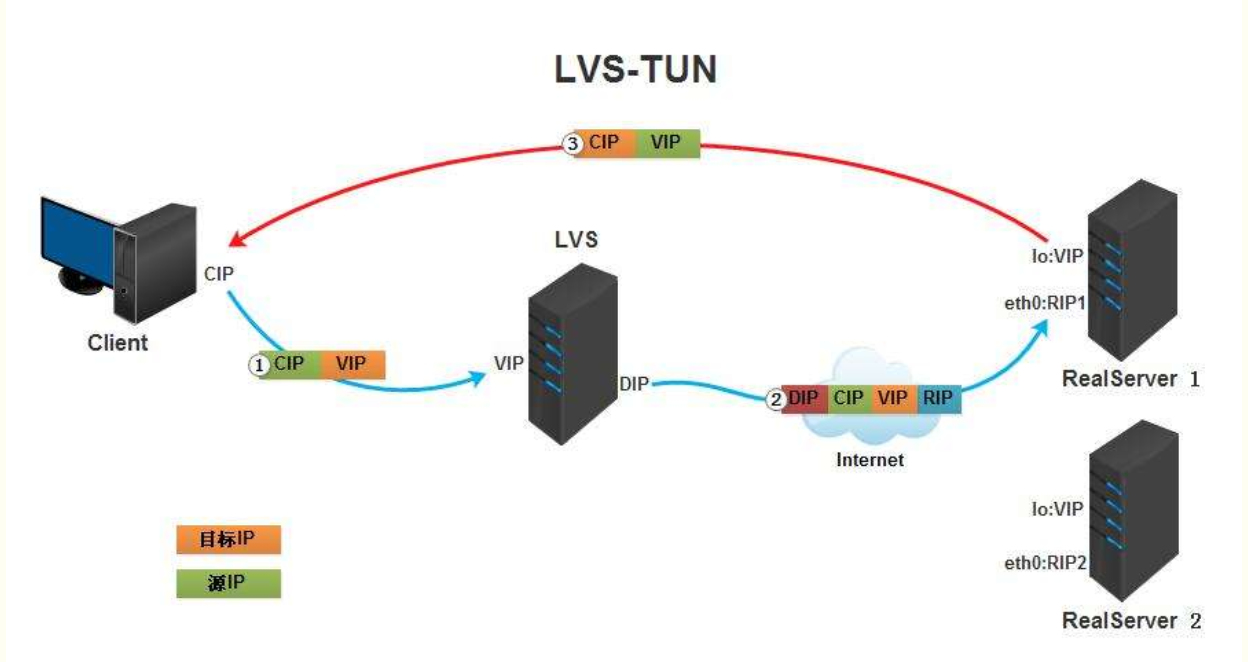 LVS-TUN
③ CIP VIP
LVS
lo:VIP
CIP
eth0:RIP1
Client
① CIP VIP
VIP
DIP
② DIP CIP VIP RIP
RealServer 1
Internet
lo:VIP
目标IP
eth0:RIP2
源IP
RealServer 2